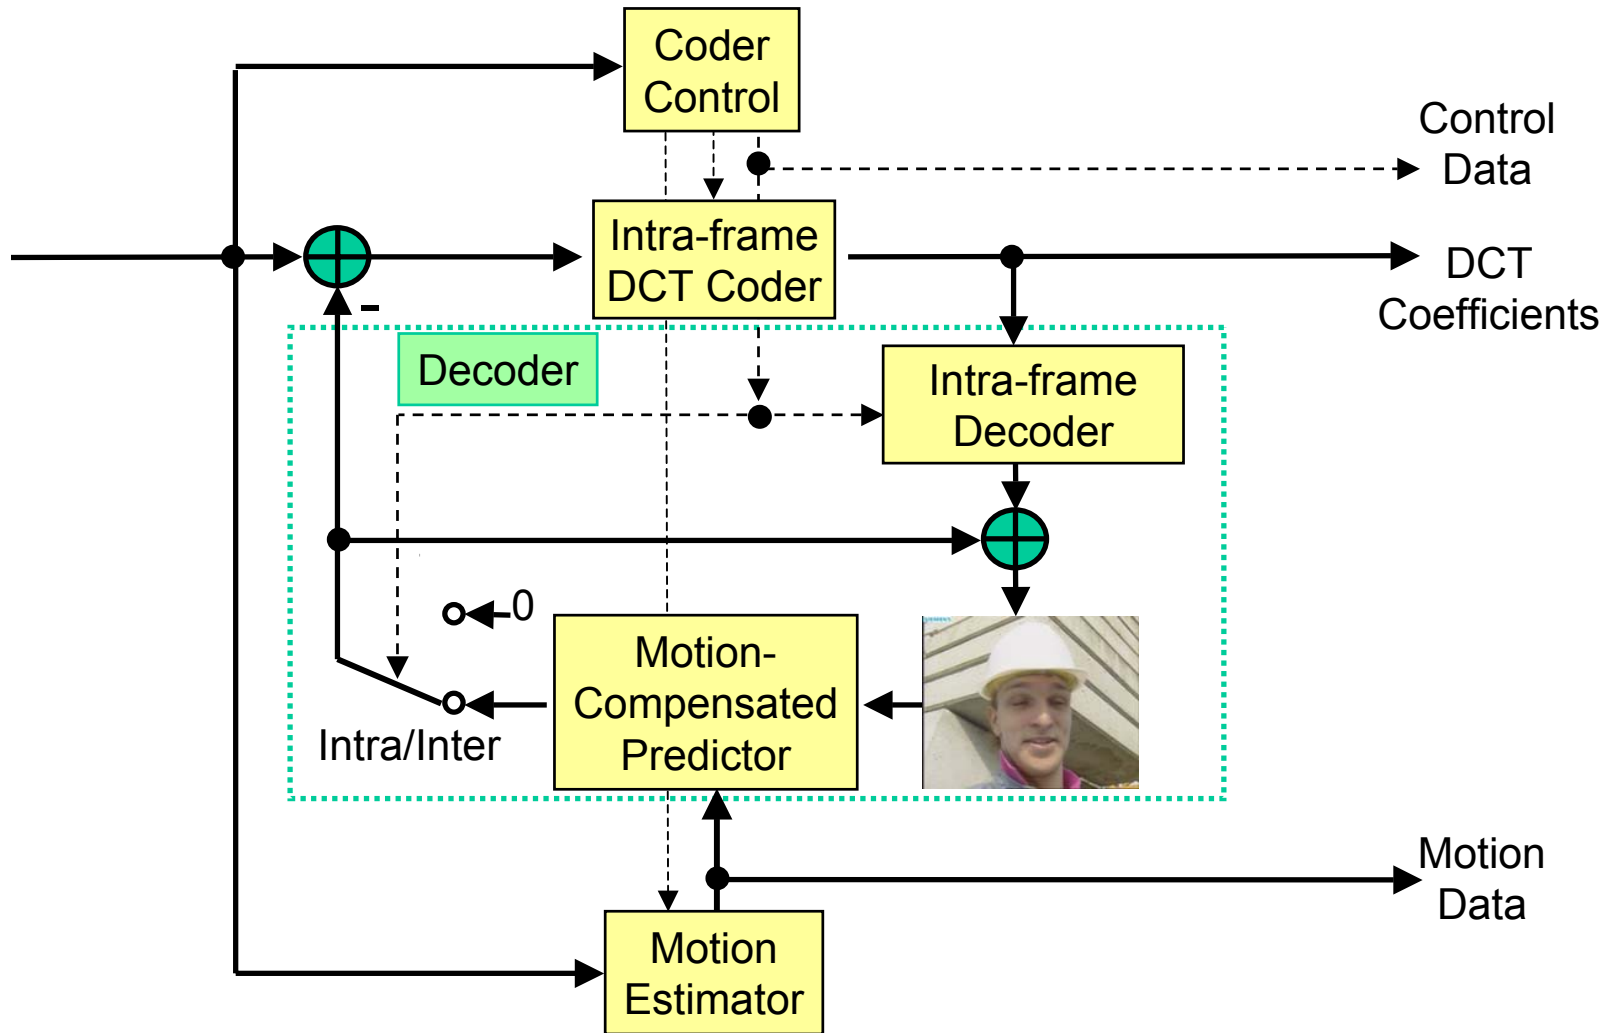 Coder
Control
Control
Data
Intra-frame
DCT Coder
DCT
Coefficients
-
Decoder
Intra-frame
Decoder
0
Motion-
Compensated
Predictor
Intra/Inter
Motion
Data
Motion
Estimator